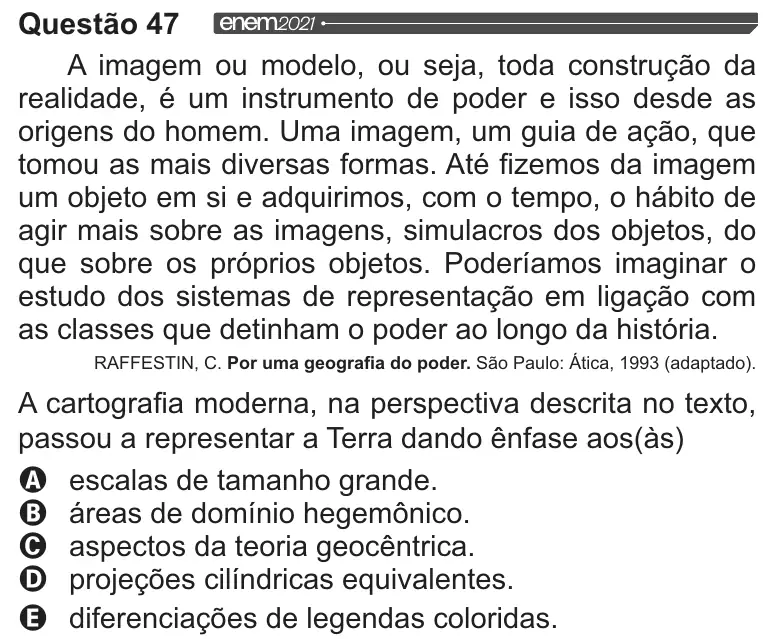 Questão 47 enem2021
A imagem ou modelo, ou seja, toda construção da
realidade, é um instrumento de poder e isso desde as
origens do homem. Uma imagem, um guia de ação, que
tomou as mais diversas formas. Até fizemos da imagem
um objeto em si e adquirimos, com o tempo, o hábito de
agir mais sobre as imagens, simulacros dos objetos, do
que sobre os próprios objetos. Poderíamos imaginar o
estudo dos sistemas de representação em ligação com
as classes que detinham o poder ao longo da história.
RAFFESTIN, C. Por uma geografia do poder. São Paulo: Ática, 1993 (adaptado).
A cartografia moderna, na perspectiva descrita no texto,
passou a representar a Terra dando ênfase aos(às)
A escalas de tamanho grande.
B áreas de domínio hegemônico.
C aspectos da teoria geocêntrica.
D projeções cilíndricas equivalentes.
E diferenciações de legendas coloridas.